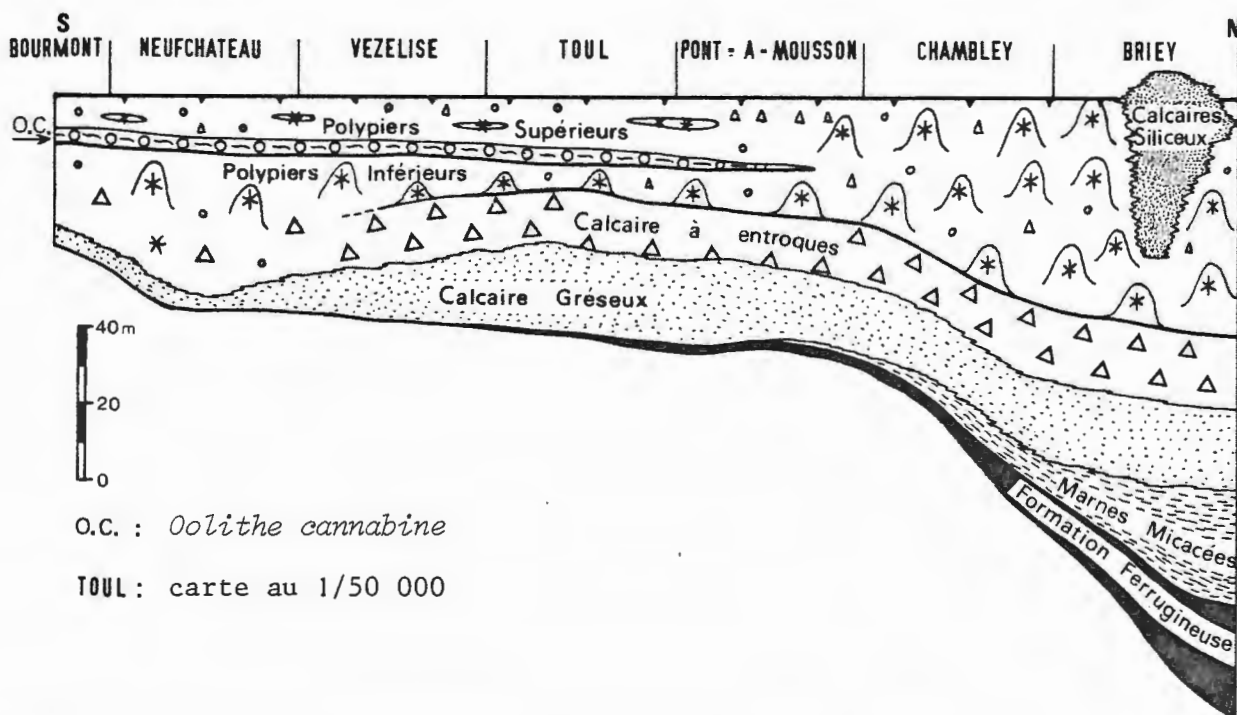 S N
BOURMONT NEUFCHATEAU VEZELISE TOUL PONT - A - MOUSSON CHAMBLEY BRIEY
O.C.
Polypiers Supérieurs
Calcaires
Siliceux
Polypiers Inférieurs
Calcaire à entroques
Calcaire Gréseux
40m
20
0
Marnes Micacées
Formation Ferrugineuse
O.C. : Oolithe cannabine
TOUL : carte au 1/50 000